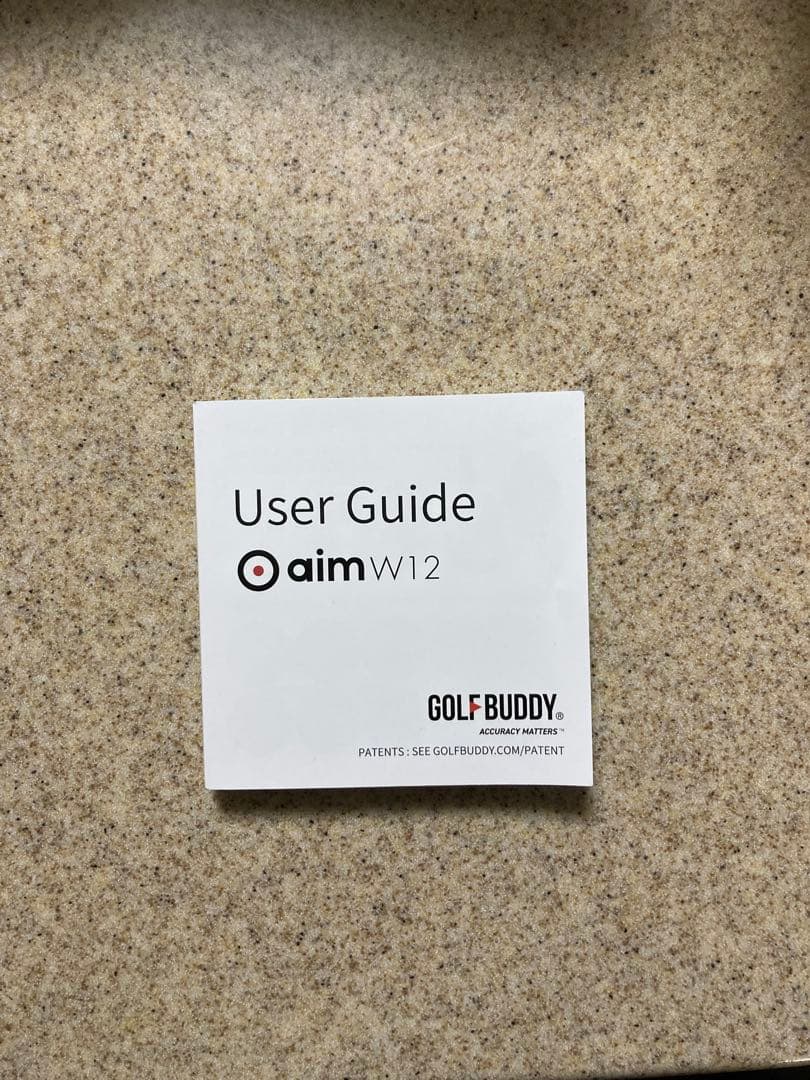 User Guide
aim W12
GOLFBUDDY®
ACCURACY MATTERS™
PATENTS : SEE GOLFBUDDY.COM/PATENT